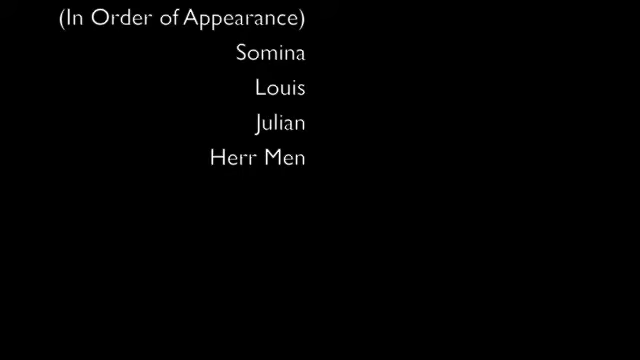 (In Order of Appearance)
Somina
Louis
Julian
Herr Men